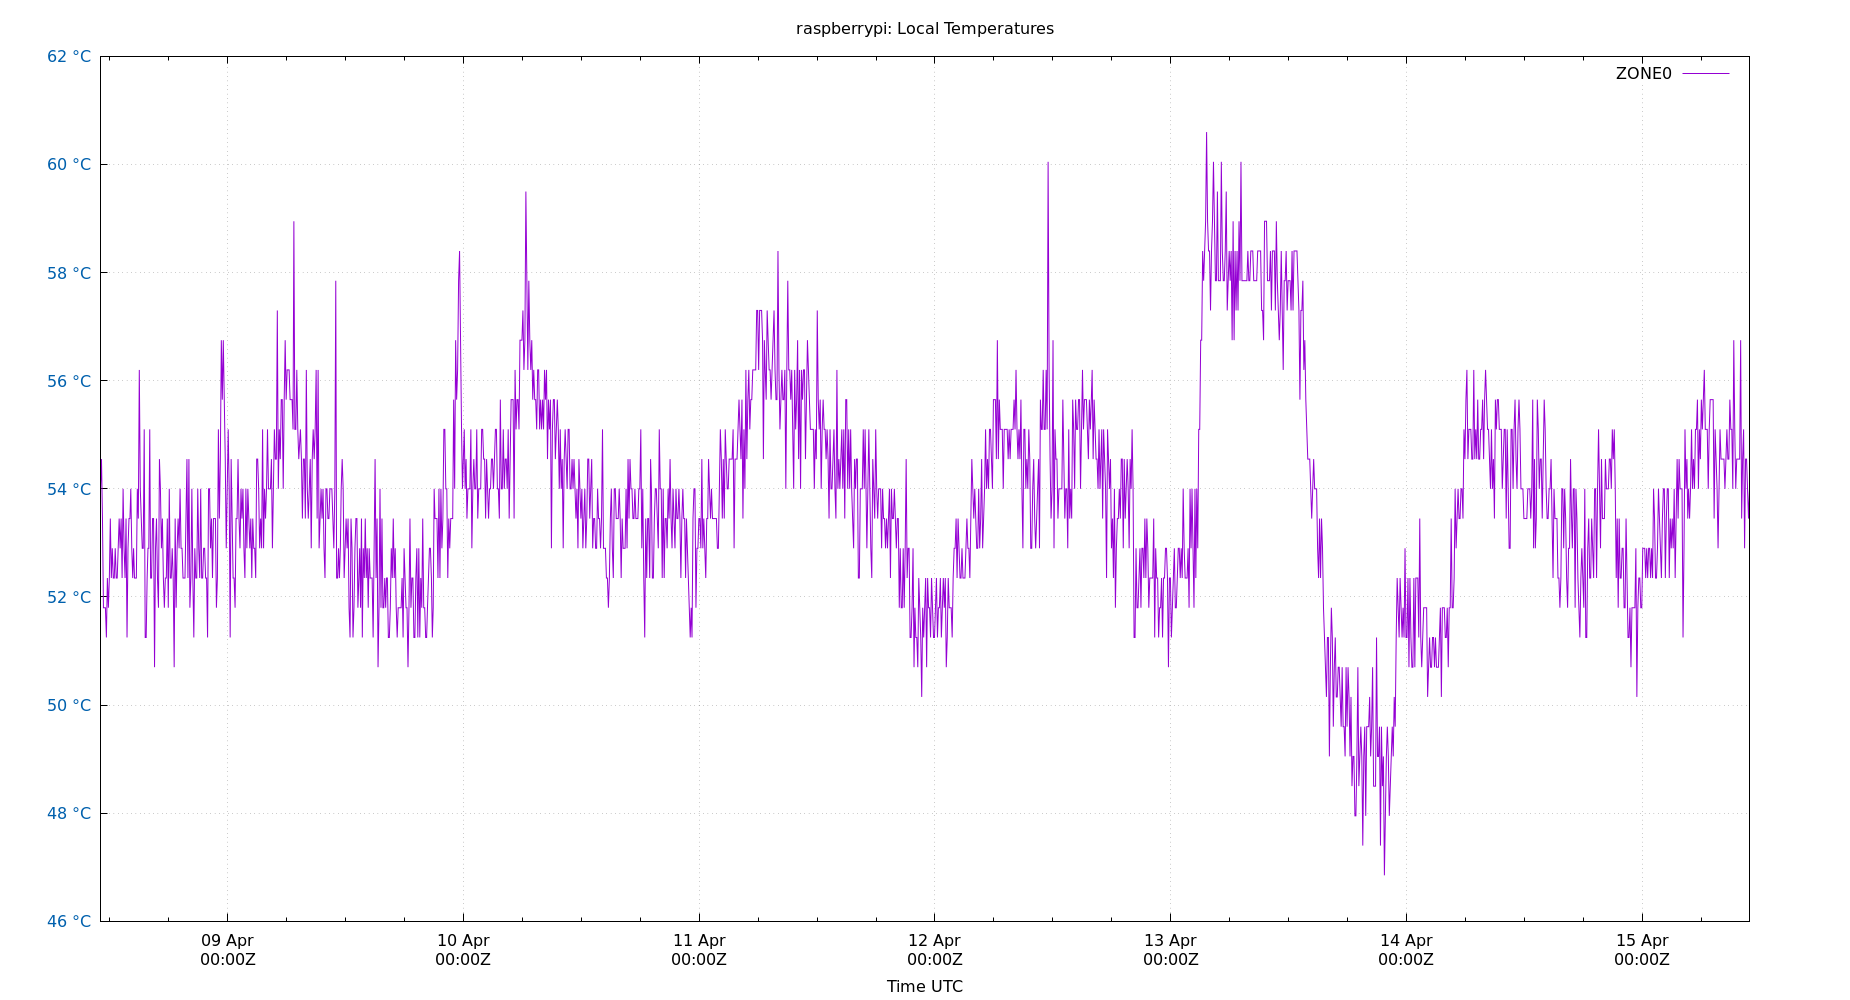 raspberrypi: Local Temperatures
62 °C
ZONE0
60 °C
58 °C
56 °C
54 °C
52 °C
50 °C
48 °C
46 °C
09 Apr 10 Apr 11 Apr 12 Apr 13 Apr 14 Apr 15 Apr
00:00Z 00:00Z 00:00Z 00:00Z 00:00Z 00:00Z 00:00Z
Time UTC